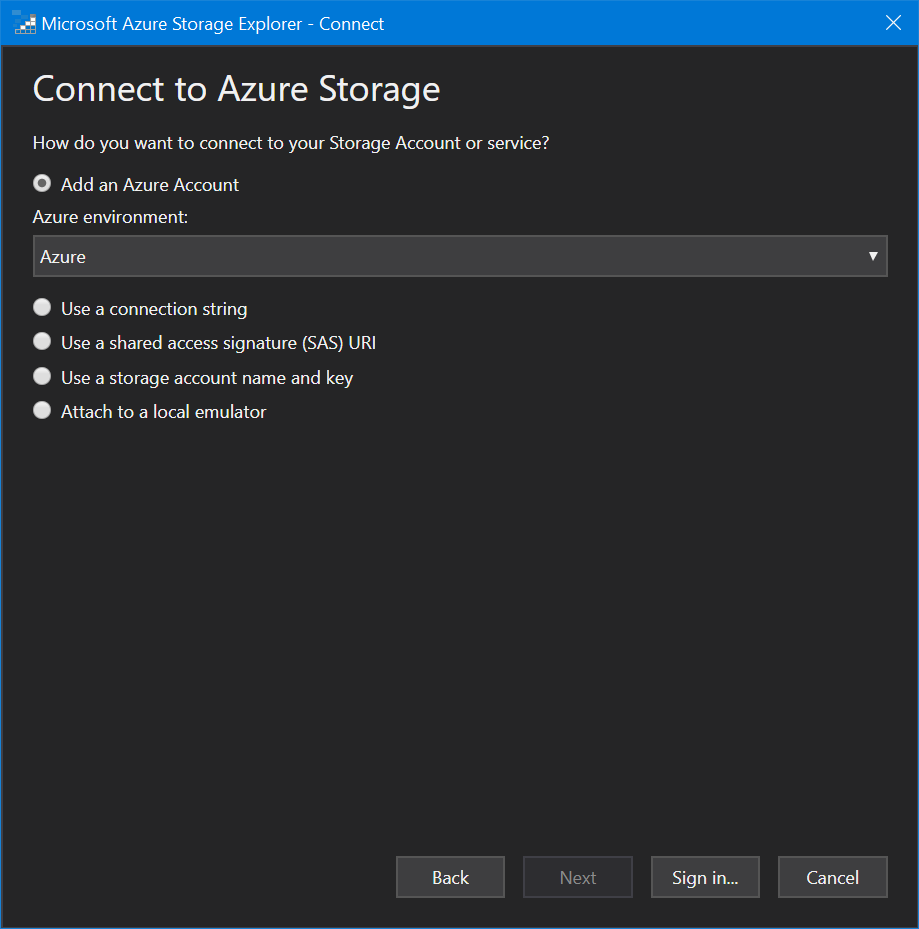 Microsoft Azure Storage Explorer - Connect
Connect to Azure Storage
How do you want to connect to your Storage Account or service?
Add an Azure Account
Azure environment:
Azure
Use a connection string
Use a shared access signature (SAS) URI
Use a storage account name and key
Attach to a local emulator
Back Next Sign in... Cancel